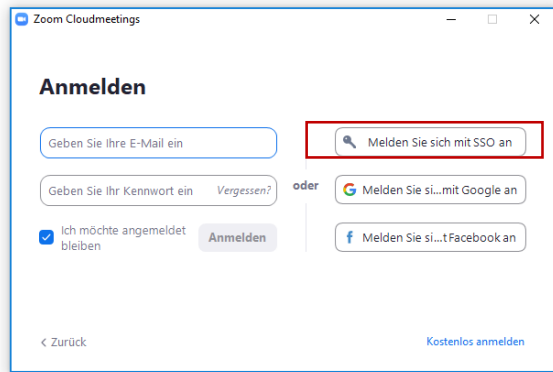 Zoom Cloudmeetings
Anmelden
Geben Sie Ihre E-Mail ein
Geben Sie Ihr Kennwort ein Vergessen?
Ich möchte angemeldet
bleiben
Anmelden
oder
Melden Sie sich mit SSO an
Melden Sie si...mit Google an
Melden Sie si...t Facebook an
< Zurück
Kostenlos anmelden